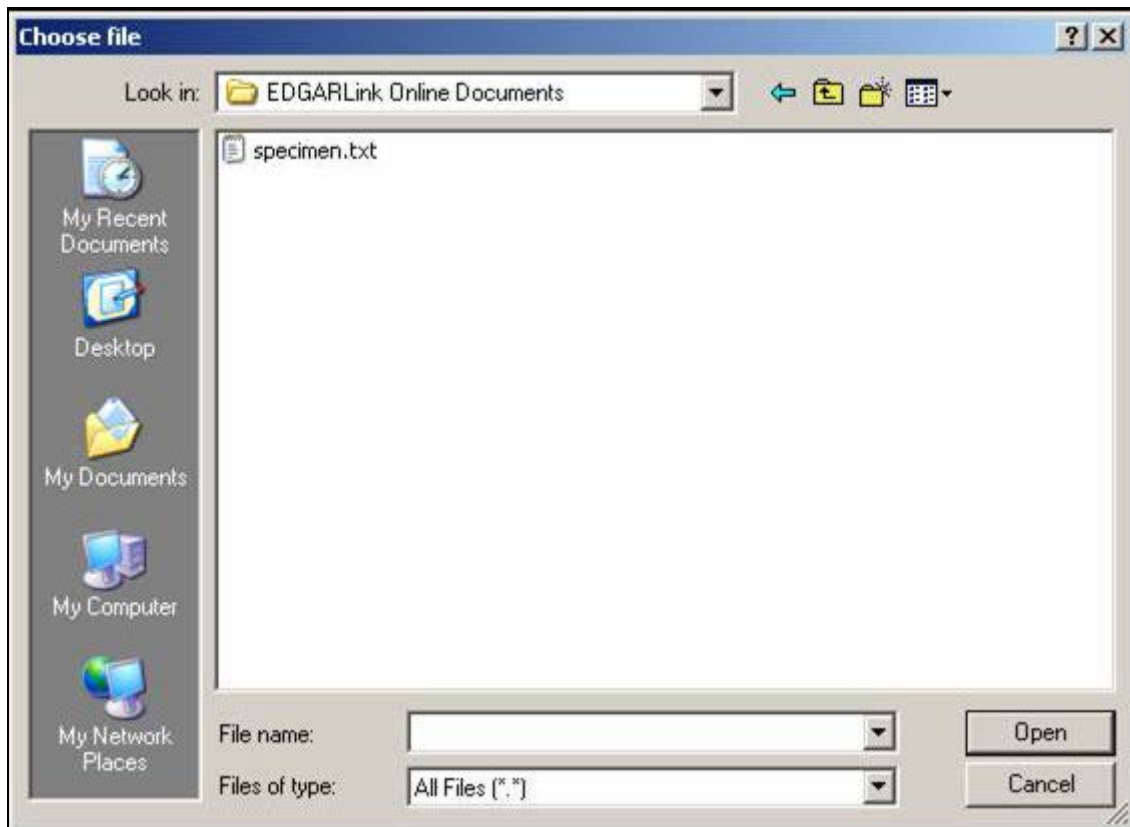 Choose file
Look in: EDGARLink Online Documents
specimen.txt
My Recent
Documents
Desktop
My Documents
My Computer
My Network
Places
File name:
Open
Files of type: All Files (*.*)
Cancel